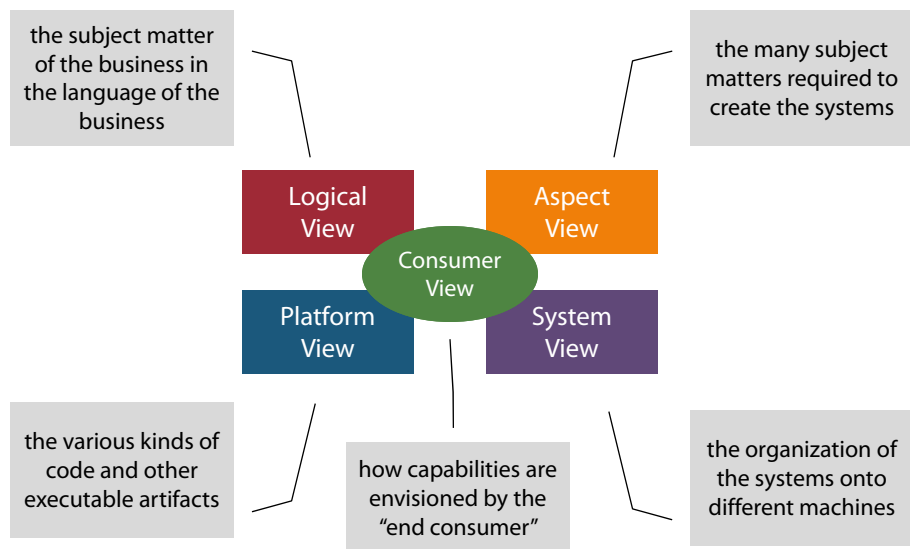 the subject matter
of the business in
the language of the
business
the many subject
matters required to
create the systems
Logical
View
Aspect
View
Consumer
View
Platform
View
System
View
the various kinds of
code and other
executable artifacts
how capabilities are
envisioned by the
“end consumer”
the organization of
the systems onto
different machines